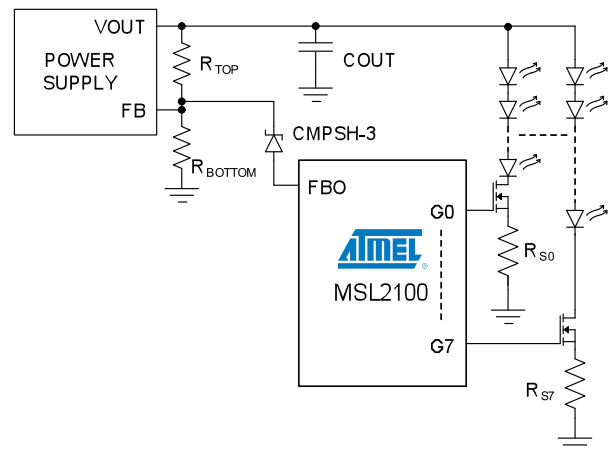 VOUT
POWER
SUPPLY
FB
RTOP
RBOTTOM
COUT
CMPSH-3
FBO
G0
ATMEL ®
MSL2100
G7
RS0
RS7